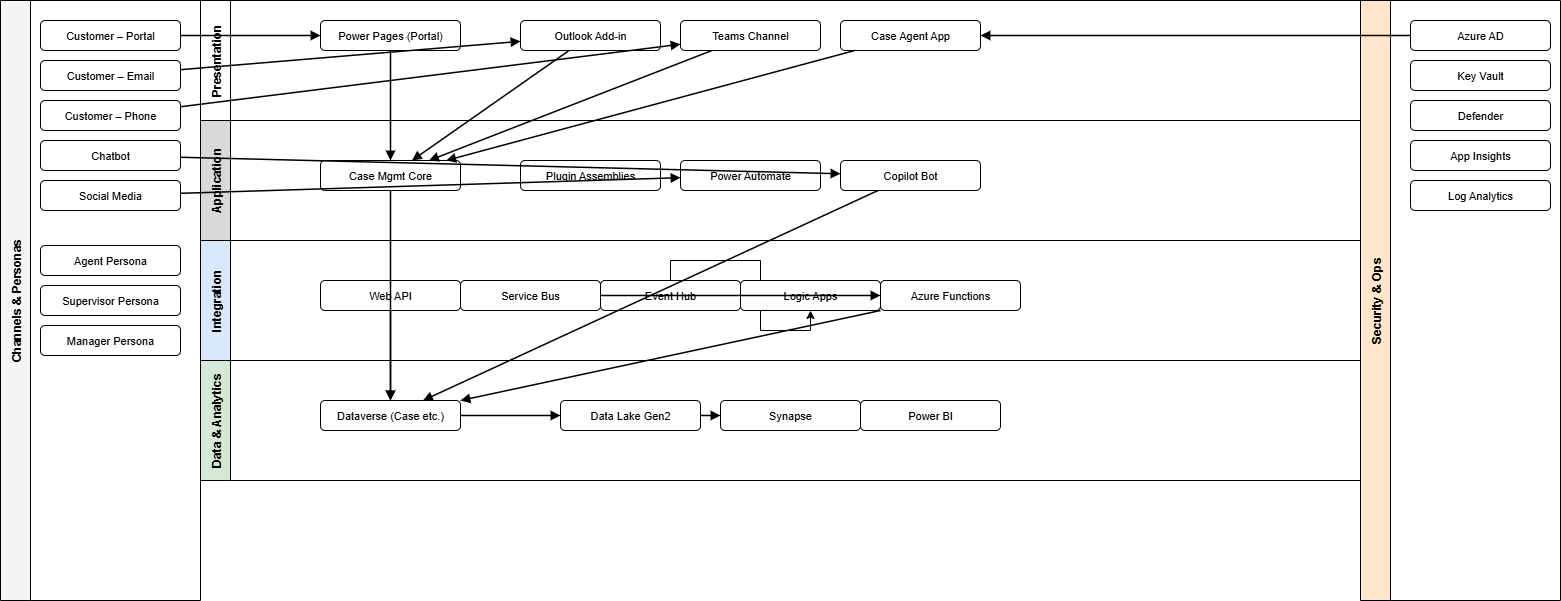 Channels & Personas
Customer – Portal
Customer – Email
Customer – Phone
Chatbot
Social Media
Agent Persona
Supervisor Persona
Manager Persona
Presentation
Power Pages (Portal)
Outlook Add-in
Teams Channel
Case Agent App
Application
Case Mgmt Core
Plugin Assemblies
Power Automate
Copilot Bot
Integration
Web API
Service Bus
Event Hub
Logic Apps
Azure Functions
Data & Analytics
Dataverse (Case etc.)
Data Lake Gen2
Synapse
Power BI
Security & Ops
Azure AD
Key Vault
Defender
App Insights
Log Analytics